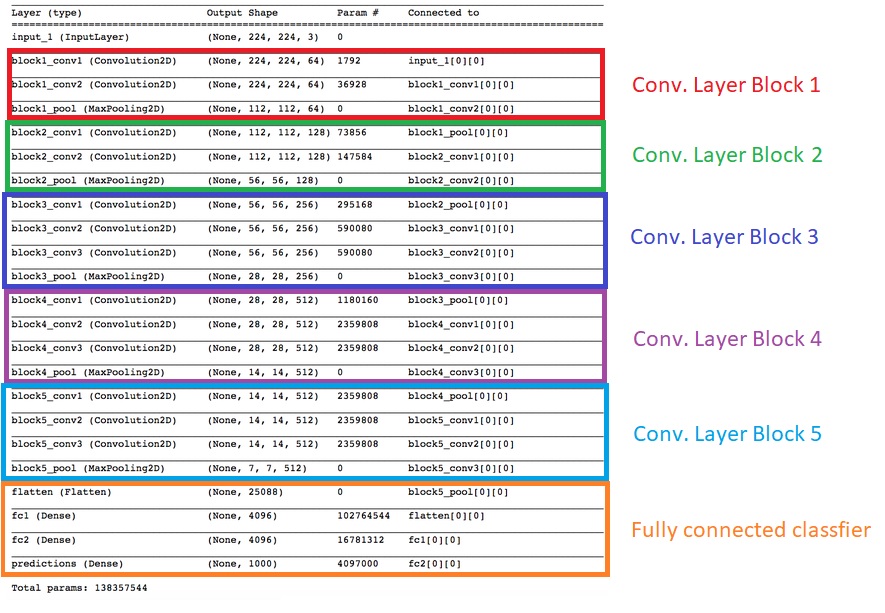 Layer (type) Output Shape Param # Connected to
input_1 (InputLayer) (None, 224, 224, 3) 0
block1_conv1 (Convolution2D) (None, 224, 224, 64) 1792 input_1[0][0]
block1_conv2 (Convolution2D) (None, 224, 224, 64) 36928 block1_conv1[0][0]
Conv. Layer Block 1
block1_pool (MaxPooling2D) (None, 112, 112, 64) 0 block1_conv2[0][0]
block2_conv1 (Convolution2D) (None, 112, 112, 128) 73856 block1_pool[0][0]
block2_conv2 (Convolution2D) (None, 112, 112, 128) 147584 block2_conv1[0][0]
Conv. Layer Block 2
block2_pool (MaxPooling2D) (None, 56, 56, 128) 0 block2_conv2[0][0]
block3_conv1 (Convolution2D) (None, 56, 56, 256) 295168 block2_pool[0][0]
block3_conv2 (Convolution2D) (None, 56, 56, 256) 590080 block3_conv1[0][0]
Conv. Layer Block 3
block3_conv3 (Convolution2D) (None, 56, 56, 256) 590080 block3_conv2[0][0]
block3_pool (MaxPooling2D) (None, 28, 28, 256) 0 block3_conv3[0][0]
block4_conv1 (Convolution2D) (None, 28, 28, 512) 1180160 block3_pool[0][0]
block4_conv2 (Convolution2D) (None, 28, 28, 512) 2359808 block4_conv1[0][0]
Conv. Layer Block 4
block4_conv3 (Convolution2D) (None, 28, 28, 512) 2359808 block4_conv2[0][0]
block4_pool (MaxPooling2D) (None, 14, 14, 512) 0 block4_conv3[0][0]
block5_conv1 (Convolution2D) (None, 14, 14, 512) 2359808 block4_pool[0][0]
block5_conv2 (Convolution2D) (None, 14, 14, 512) 2359808 block5_conv1[0][0]
Conv. Layer Block 5
block5_conv3 (Convolution2D) (None, 14, 14, 512) 2359808 block5_conv2[0][0]
block5_pool (MaxPooling2D) (None, 7, 7, 512) 0 block5_conv3[0][0]
flatten (Flatten) (None, 25088) 0 block5_pool[0][0]
fc1 (Dense) (None, 4096) 102764544 flatten[0][0]
Fully connected classfier
fc2 (Dense) (None, 4096) 16781312 fc1[0][0]
predictions (Dense) (None, 1000) 4097000 fc2[0][0]
Total params: 138357544